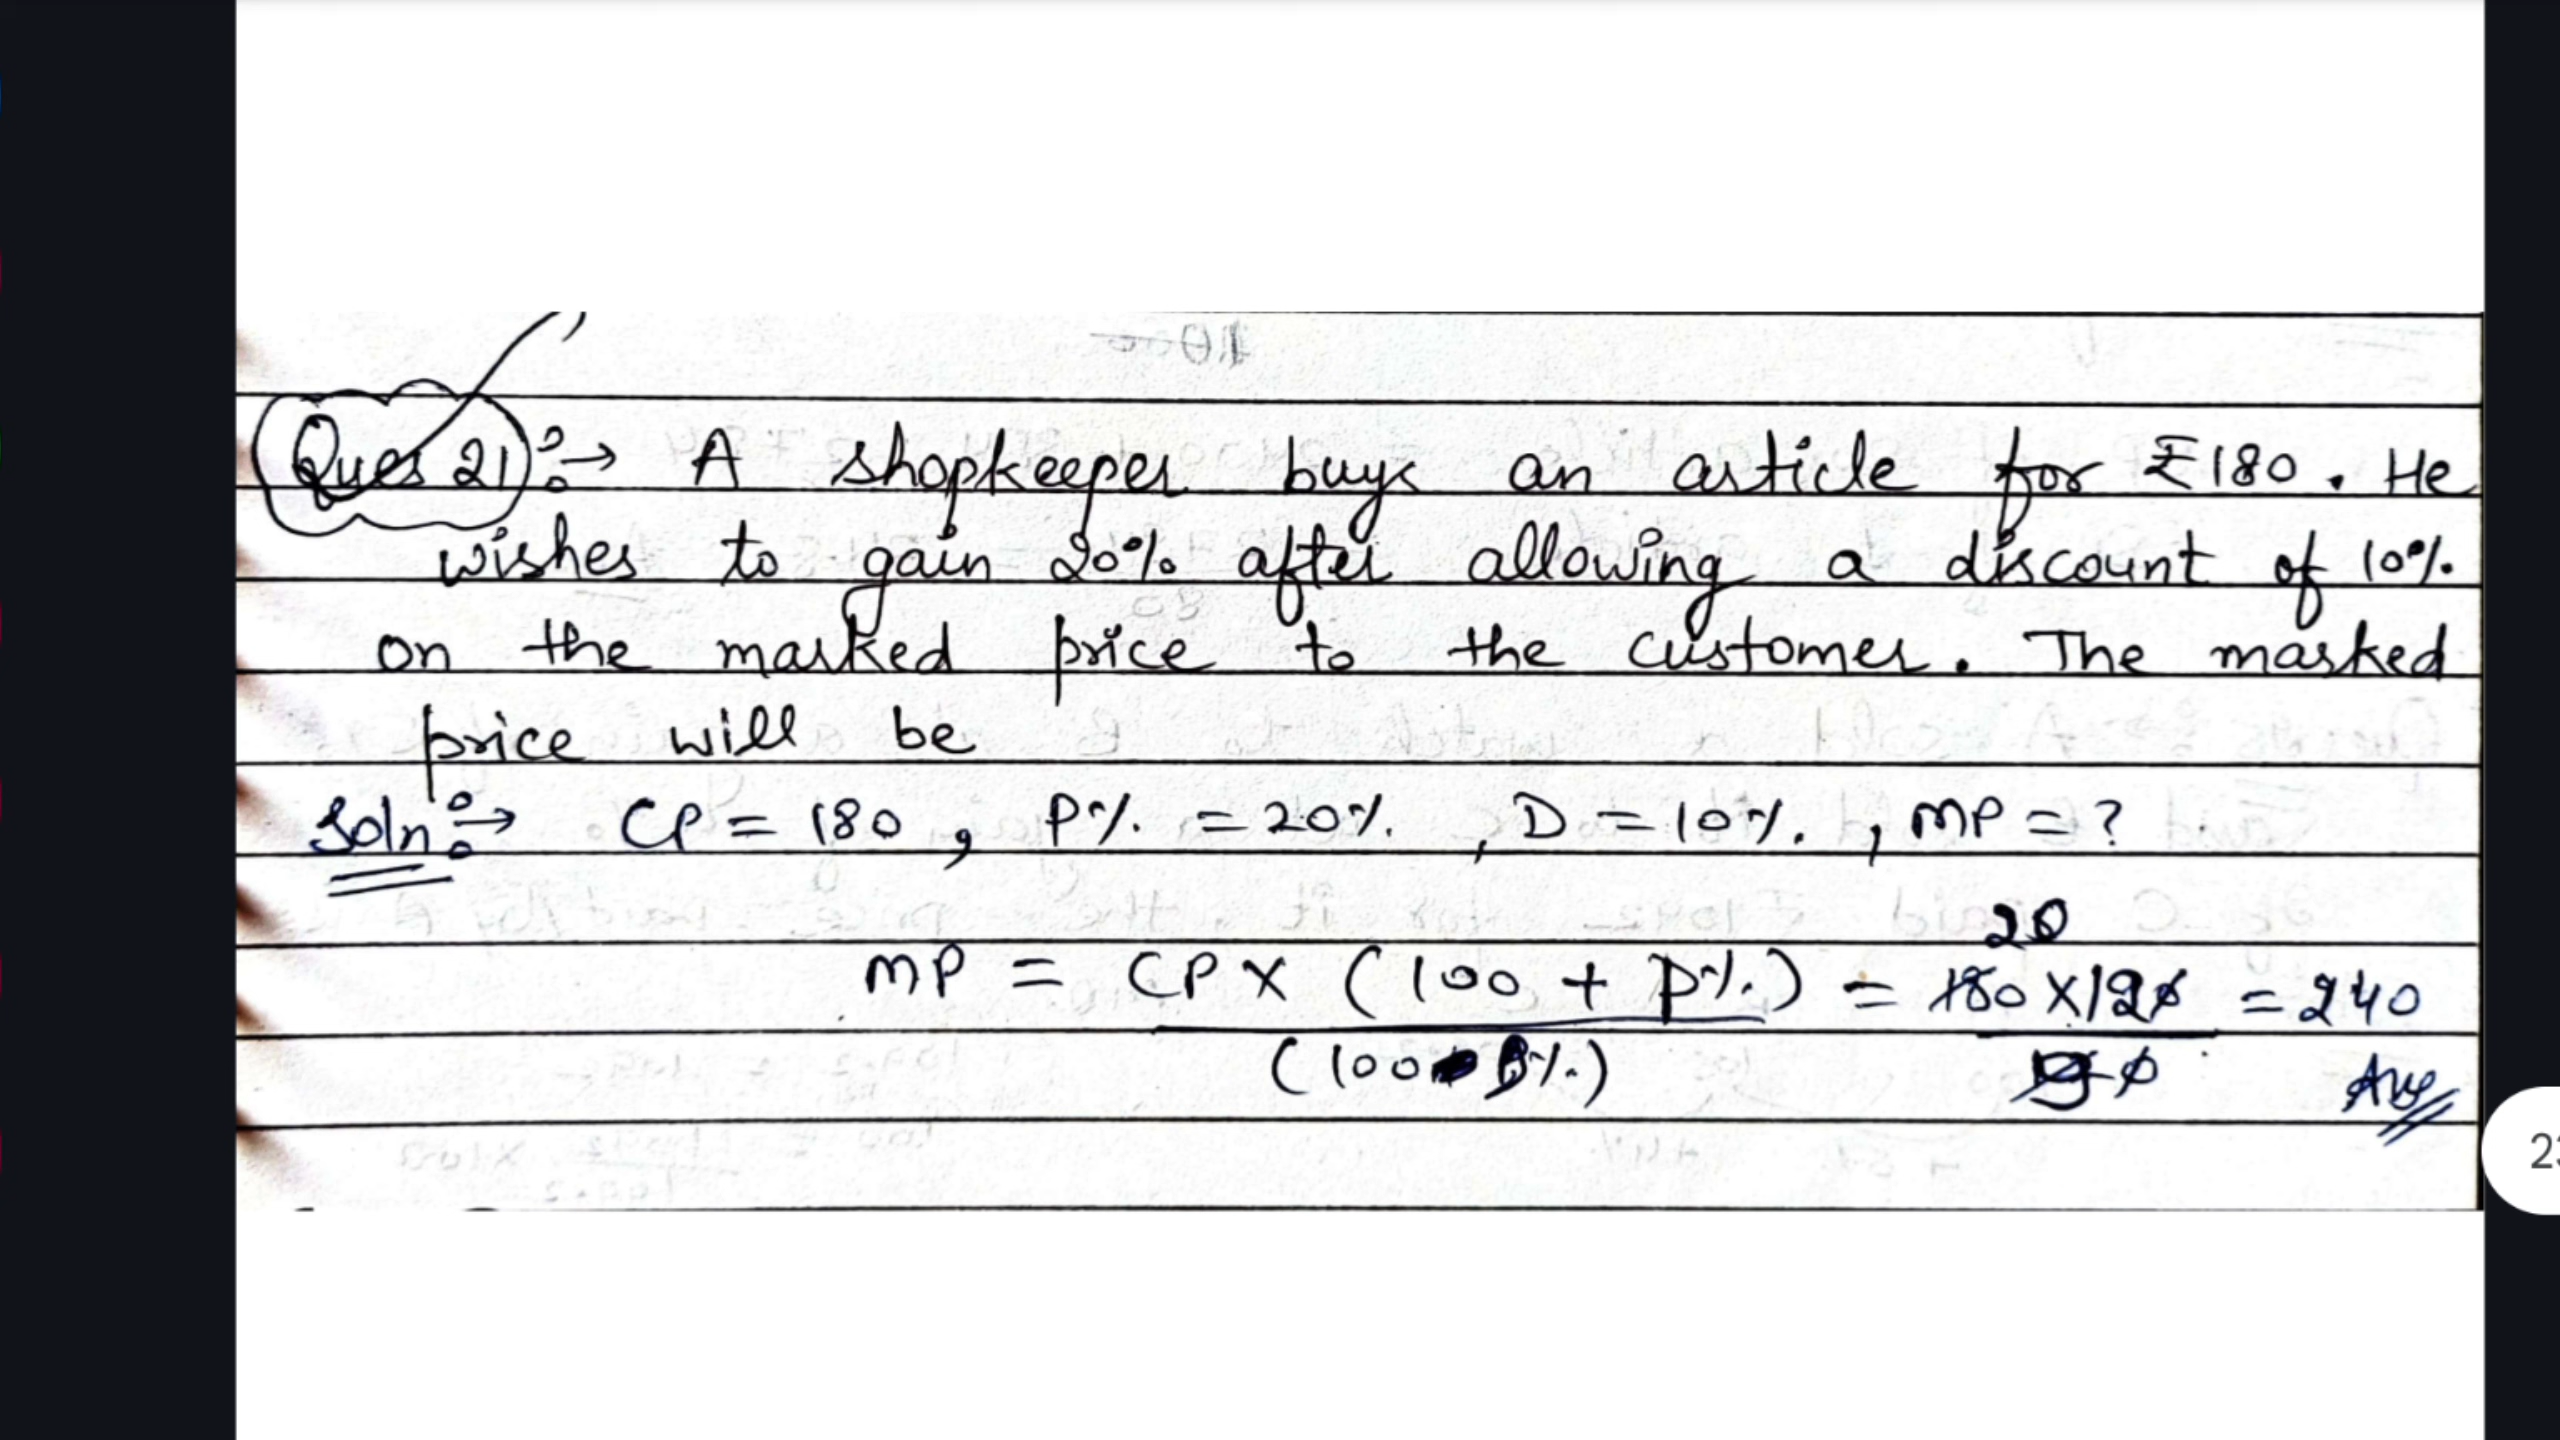 Ques 21 :→ A shopkeeper buys an article for ₹180. He
wishes to gain 20% after allowing a discount of 10%
on the marked price to the customer. The marked
price will be
Soln :→ CP = 180, P% = 20%, D = 10%, MP = ?
20
MP = CP X (100 + P%) = 180 X 120 = 240
(100 - D%) 90 Ans
23